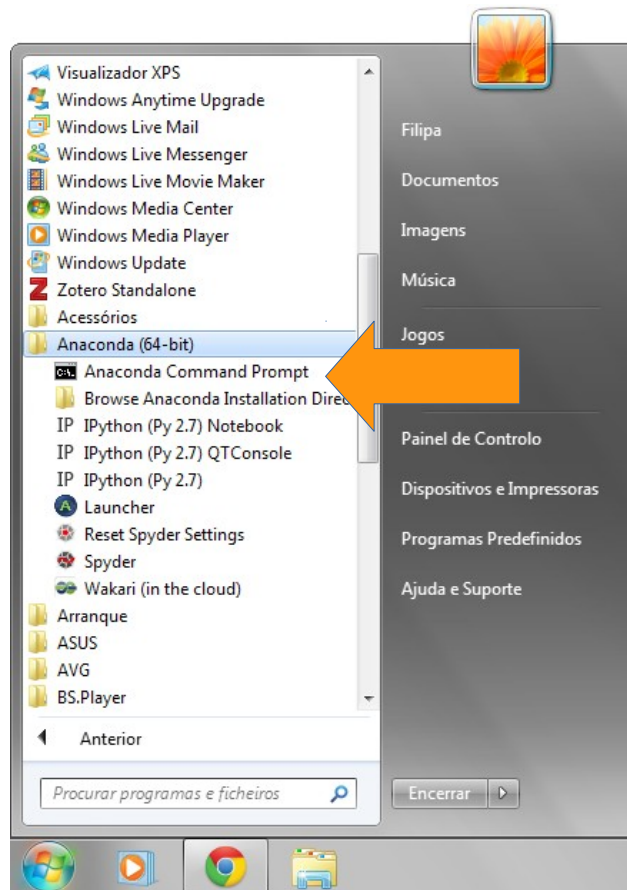 Visualizador XPS
Windows Anytime Upgrade
Windows Live Mail
Windows Live Messenger
Windows Live Movie Maker
Windows Media Center
Windows Media Player
Windows Update
Zotero Standalone
Acessórios
Anaconda (64-bit)
Anaconda Command Prompt
Browse Anaconda Installation Direc
IP IPython (Py 2.7) Notebook
IP IPython (Py 2.7) QTConsole
IP IPython (Py 2.7)
Launcher
Reset Spyder Settings
Spyder
Wakari (in the cloud)
Arranque
ASUS
AVG
BS.Player
Anterior
Procurar programas e ficheiros
Filipa
Documentos
Imagens
Música
Jogos
Painel de Controlo
Dispositivos e Impressoras
Programas Predefinidos
Ajuda e Suporte
Encerrar